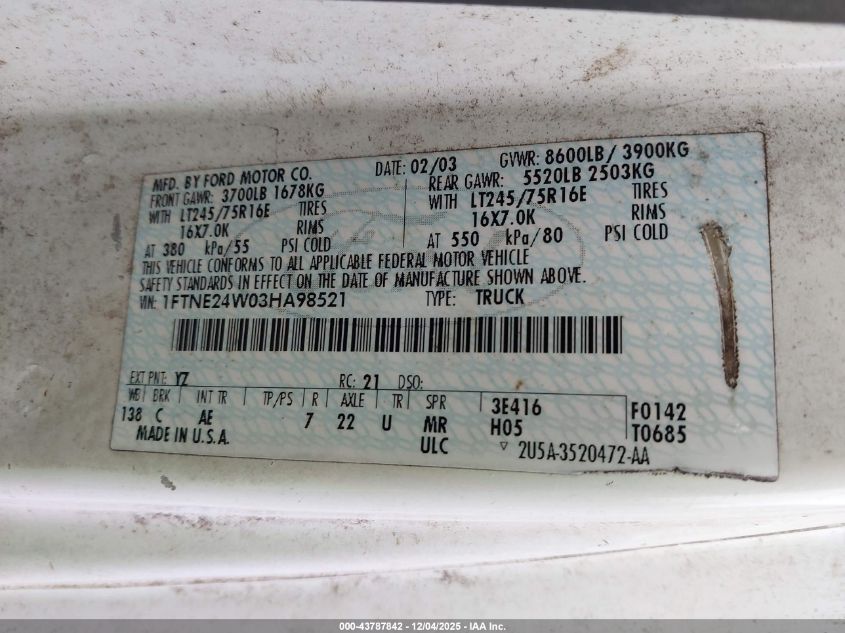 MFD. BY FORD MOTOR CO. DATE: 02/03 GVWR: 8600LB/ 3900KG
FRONT GAWR: 3700LB 1678KG REAR GAWR: 5520LB 2503KG
WITH LT245/75R16E TIRES WITH LT245/75R16E TIRES
16X7.0K RIMS 16X7.0K RIMS
AT 380 kPa/55 PSI COLD AT 550 kPa/80 PSI COLD
THIS VEHICLE CONFORMS TO ALL APPLICABLE FEDERAL MOTOR VEHICLE
SAFETY STANDARDS IN EFFECT ON THE DATE OF MANUFACTURE SHOWN ABOVE.
VIN: 1FTNE24W03HA98521 TYPE: TRUCK
EXT PNT: YZ RC: 21 DSO:
WB BRK INT TR TP/PS R AXLE TR SPR 3E416 F0142
138 C AE 7 22 U MR H05 T0685
MADE IN U.S.A. ULC ▽ 2U5A-3520472-AA
000-43787842 - 12/04/2025 - IAA Inc.